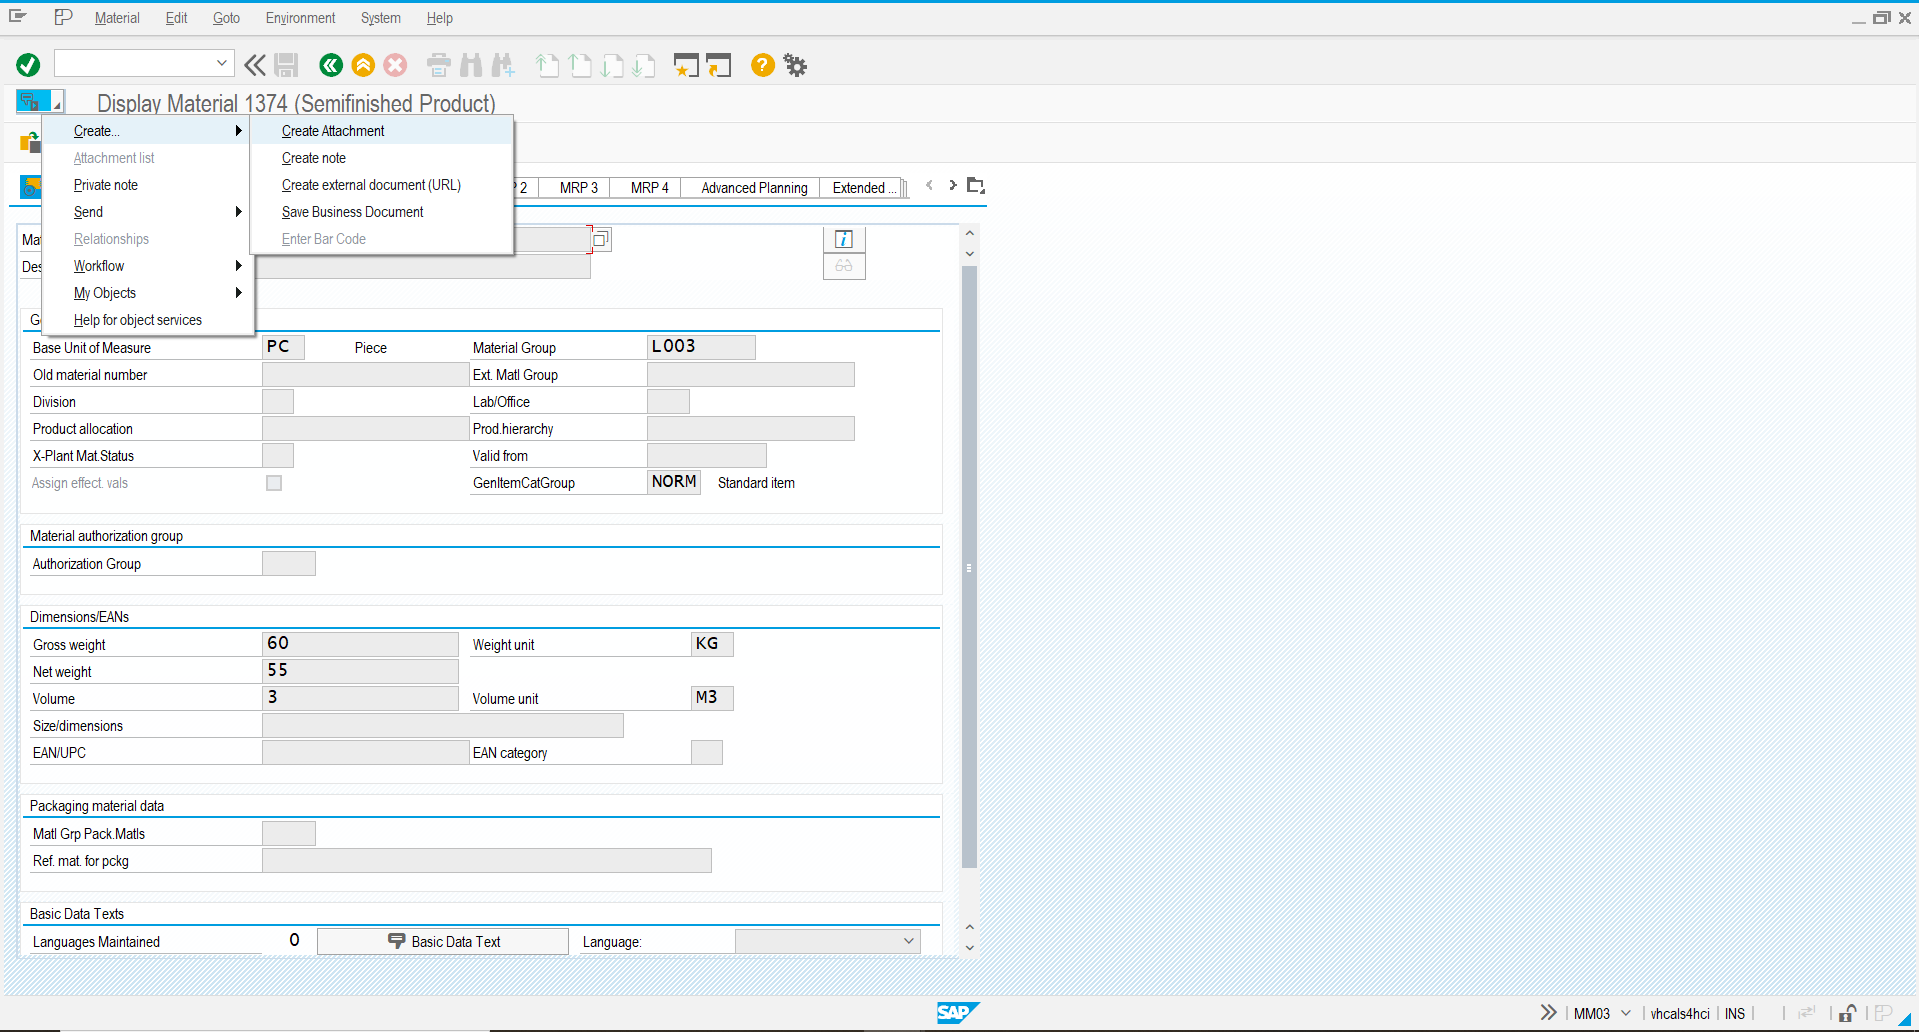 Material Edit Goto Environment System Help
Display Material 1374 (Semifinished Product)
Create...
Attachment list
Private note
Send
Relationships
Workflow
My Objects
Help for object services
Create Attachment
Create note
Create external document (URL)
Save Business Document
Enter Bar Code
2 MRP 3 MRP 4 Advanced Planning Extended ...
Base Unit of Measure PC Piece Material Group L003
Old material number Ext. Matl Group
Division Lab/Office
Product allocation Prod.hierarchy
X-Plant Mat.Status Valid from
Assign effect. vals GenItemCatGroup NORM Standard item
Material authorization group
Authorization Group
Dimensions/EANs
Gross weight 60 Weight unit KG
Net weight 55
Volume 3 Volume unit M3
Size/dimensions
EAN/UPC EAN category
Packaging material data
Matl Grp Pack.Matls
Ref. mat. for pckg
Basic Data Texts
Languages Maintained 0 Basic Data Text Language:
SAP MM03 vhcals4hci INS